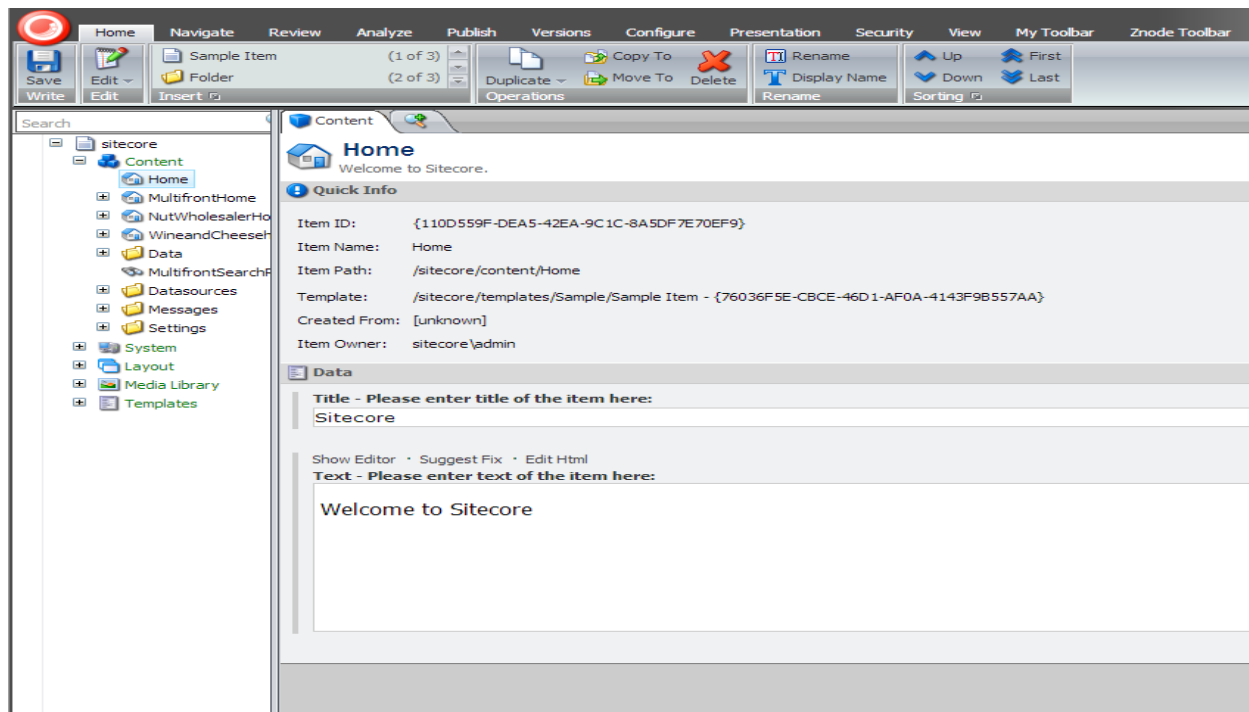 Home Navigate Review Analyze Publish Versions Configure Presentation Security View My Toolbar Znode Toolbar
Sample Item (1 of 3) Copy To Rename Up First
Folder (2 of 3) Move To Display Name Down Last
Save Edit Duplicate Delete
Write Edit Insert Operations Rename Sorting
Search
sitecore
Content
Home
MultifrontHome
NutWholesalerHo
WineandCheeseh
Data
MultifrontSearchF
Datasources
Messages
Settings
System
Layout
Media Library
Templates
Content
Home
Welcome to Sitecore.
Quick Info
Item ID: {110D559F-DEA5-42EA-9C1C-8A5DF7E70EF9}
Item Name: Home
Item Path: /sitecore/content/Home
Template: /sitecore/templates/Sample/Sample Item - {76036F5E-CBCE-46D1-AF0A-4143F9B557AA}
Created From: [unknown]
Item Owner: sitecore\admin
Data
Title - Please enter title of the item here:
Sitecore
Show Editor · Suggest Fix · Edit Html
Text - Please enter text of the item here:
Welcome to Sitecore